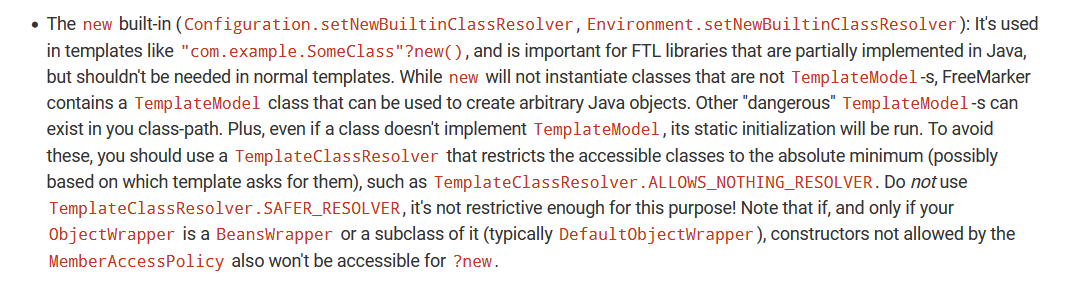 • The new built-in (Configuration.setNewBuiltinClassResolver, Environment.setNewBuiltinClassResolver): It's used
in templates like "com.example.SomeClass"?new(), and is important for FTL libraries that are partially implemented in Java,
but shouldn't be needed in normal templates. While new will not instantiate classes that are not TemplateModel-s, FreeMarker
contains a TemplateModel class that can be used to create arbitrary Java objects. Other "dangerous" TemplateModel-s can
exist in you class-path. Plus, even if a class doesn't implement TemplateModel, its static initialization will be run. To avoid
these, you should use a TemplateClassResolver that restricts the accessible classes to the absolute minimum (possibly
based on which template asks for them), such as TemplateClassResolver.ALLOWS_NOTHING_RESOLVER. Do not use
TemplateClassResolver.SAFER_RESOLVER, it's not restrictive enough for this purpose! Note that if, and only if your
ObjectWrapper is a BeansWrapper or a subclass of it (typically DefaultObjectWrapper), constructors not allowed by the
MemberAccessPolicy also won't be accessible for ?new.